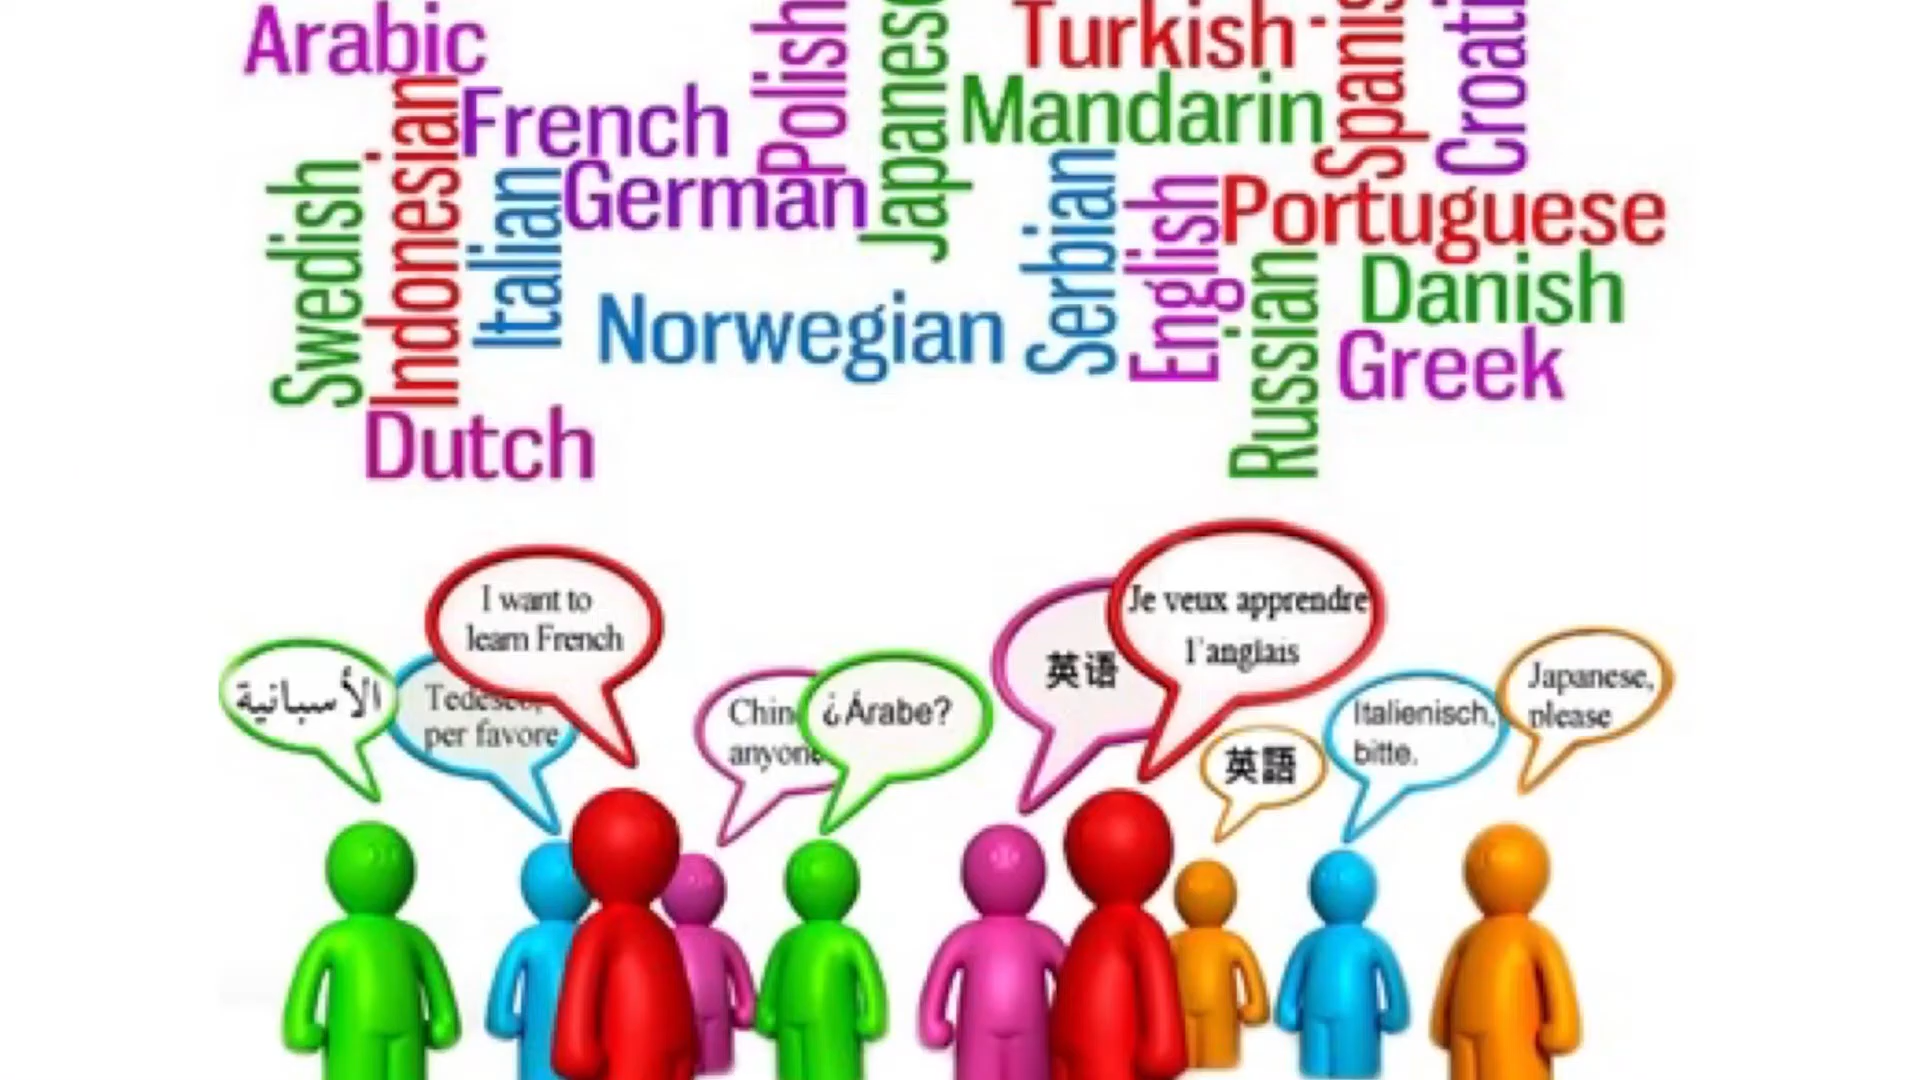 Arabic
Polish
Japanese
Turkish
Indonesian
French
Mandarin
Swedish
Italian
German
Serbian
English
Portuguese
Norwegian
Russian
Danish
Greek
Dutch
I want to
learn French
Je veux apprendre
l'anglais
الأسبانية
Tedesco,
per favore
anyone
¿Árabe?
英语
英語
Italienisch,
bitte.
Japanese,
please